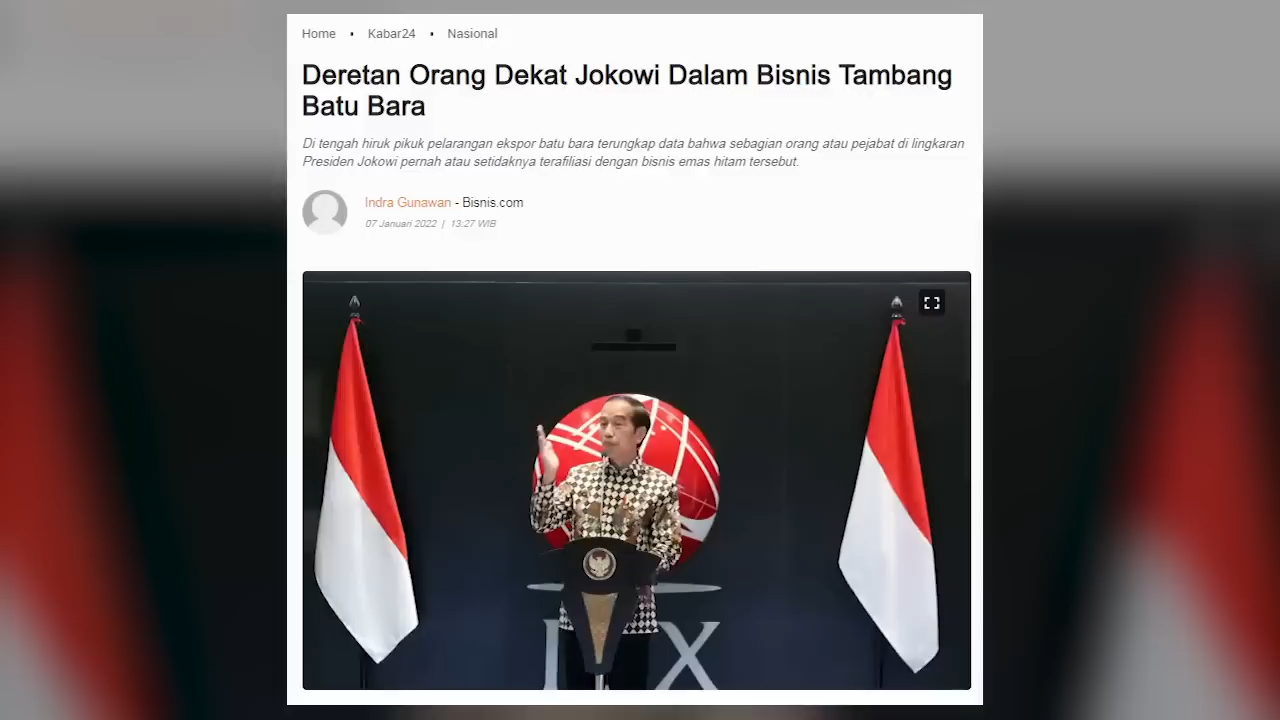 Home • Kabar24 • Nasional
Deretan Orang Dekat Jokowi Dalam Bisnis Tambang
Batu Bara
Di tengah hiruk pikuk pelarangan ekspor batu bara terungkap data bahwa sebagian orang atau pejabat di lingkaran
Presiden Jokowi pernah atau setidaknya terafiliasi dengan bisnis emas hitam tersebut.
Indra Gunawan - Bisnis.com
07 Januari 2022 | 13:27 WIB